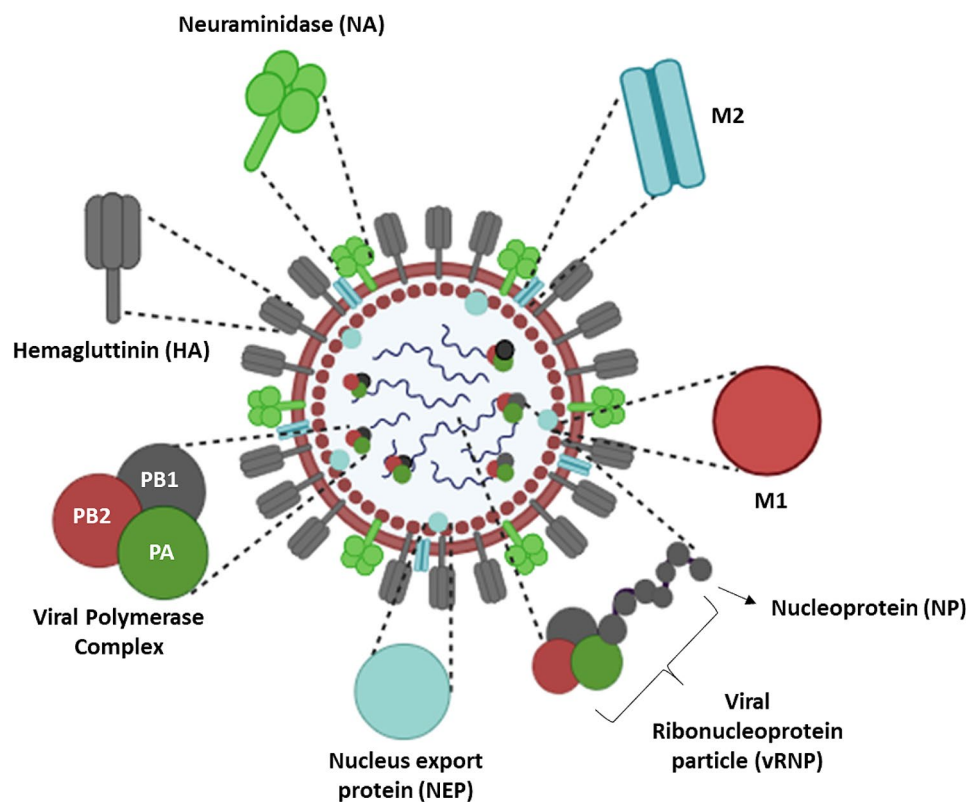 Neuraminidase (NA)
M2
Hemagluttinin (HA)
PB1
PB2
PA
M1
Viral Polymerase
Complex
Nucleoprotein (NP)
Viral
Ribonucleoprotein
particle (vRNP)
Nucleus export
protein (NEP)